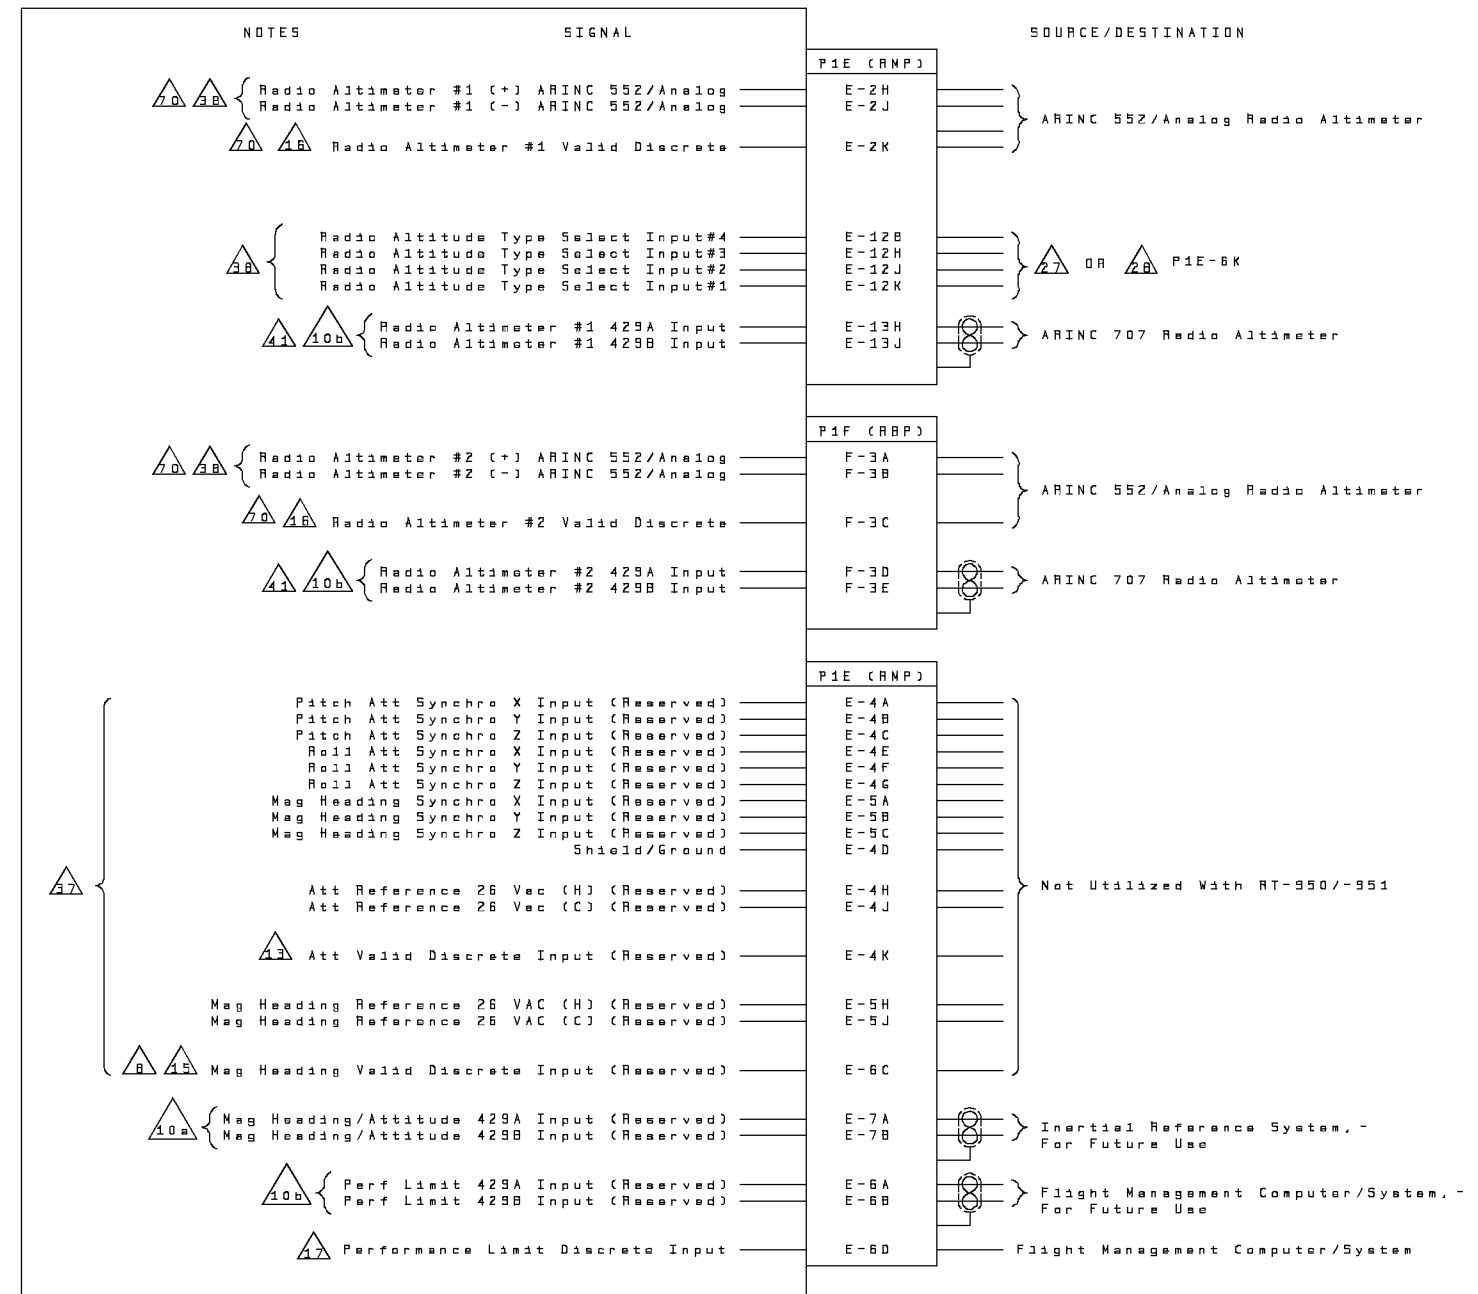 NOTES SIGNAL SOURCE/DESTINATION
P1E (RMP)
70 38 Radio Altimeter #1 (+) ARINC 552/Analog E-2H
Radio Altimeter #1 (-) ARINC 552/Analog E-2J
ARINC 552/Analog Radio Altimeter
70 16 Radio Altimeter #1 Valid Discrete E-2K
Radio Altitude Type Select Input#4 E-12B
Radio Altitude Type Select Input#3 E-12H
38 27 OR 28 P1E-6K
Radio Altitude Type Select Input#2 E-12J
Radio Altitude Type Select Input#1 E-12K
41 10b Radio Altimeter #1 429A Input E-13H
ARINC 707 Radio Altimeter
Radio Altimeter #1 429B Input E-13J
P1F (RBP)
70 38 Radio Altimeter #2 (+) ARINC 552/Analog F-3A
Radio Altimeter #2 (-) ARINC 552/Analog F-3B
ARINC 552/Analog Radio Altimeter
70 16 Radio Altimeter #2 Valid Discrete F-3C
41 10b Radio Altimeter #2 429A Input F-3D
ARINC 707 Radio Altimeter
Radio Altimeter #2 429B Input F-3E
P1E (RMP)
Pitch Att Synchro X Input (Reserved) E-4A
Pitch Att Synchro Y Input (Reserved) E-4B
Pitch Att Synchro Z Input (Reserved) E-4C
Roll Att Synchro X Input (Reserved) E-4E
Roll Att Synchro Y Input (Reserved) E-4F
Roll Att Synchro Z Input (Reserved) E-4G
Mag Heading Synchro X Input (Reserved) E-5A
Mag Heading Synchro Y Input (Reserved) E-5B
Mag Heading Synchro Z Input (Reserved) E-5C
Shield/Ground E-4D
37 Not Utilized With RT-950/-951
Att Reference 26 Vac (H) (Reserved) E-4H
Att Reference 26 Vac (C) (Reserved) E-4J
13 Att Valid Discrete Input (Reserved) E-4K
Mag Heading Reference 26 VAC (H) (Reserved) E-5H
Mag Heading Reference 26 VAC (C) (Reserved) E-5J
8 15 Mag Heading Valid Discrete Input (Reserved) E-6C
10a Mag Heading/Attitude 429A Input (Reserved) E-7A
Inertial Reference System, -
Mag Heading/Attitude 429B Input (Reserved) E-7B
For Future Use
10b Perf Limit 429A Input (Reserved) E-6A
Flight Management Computer/System, -
Perf Limit 429B Input (Reserved) E-6B
For Future Use
17 Performance Limit Discrete Input E-6D Flight Management Computer/System